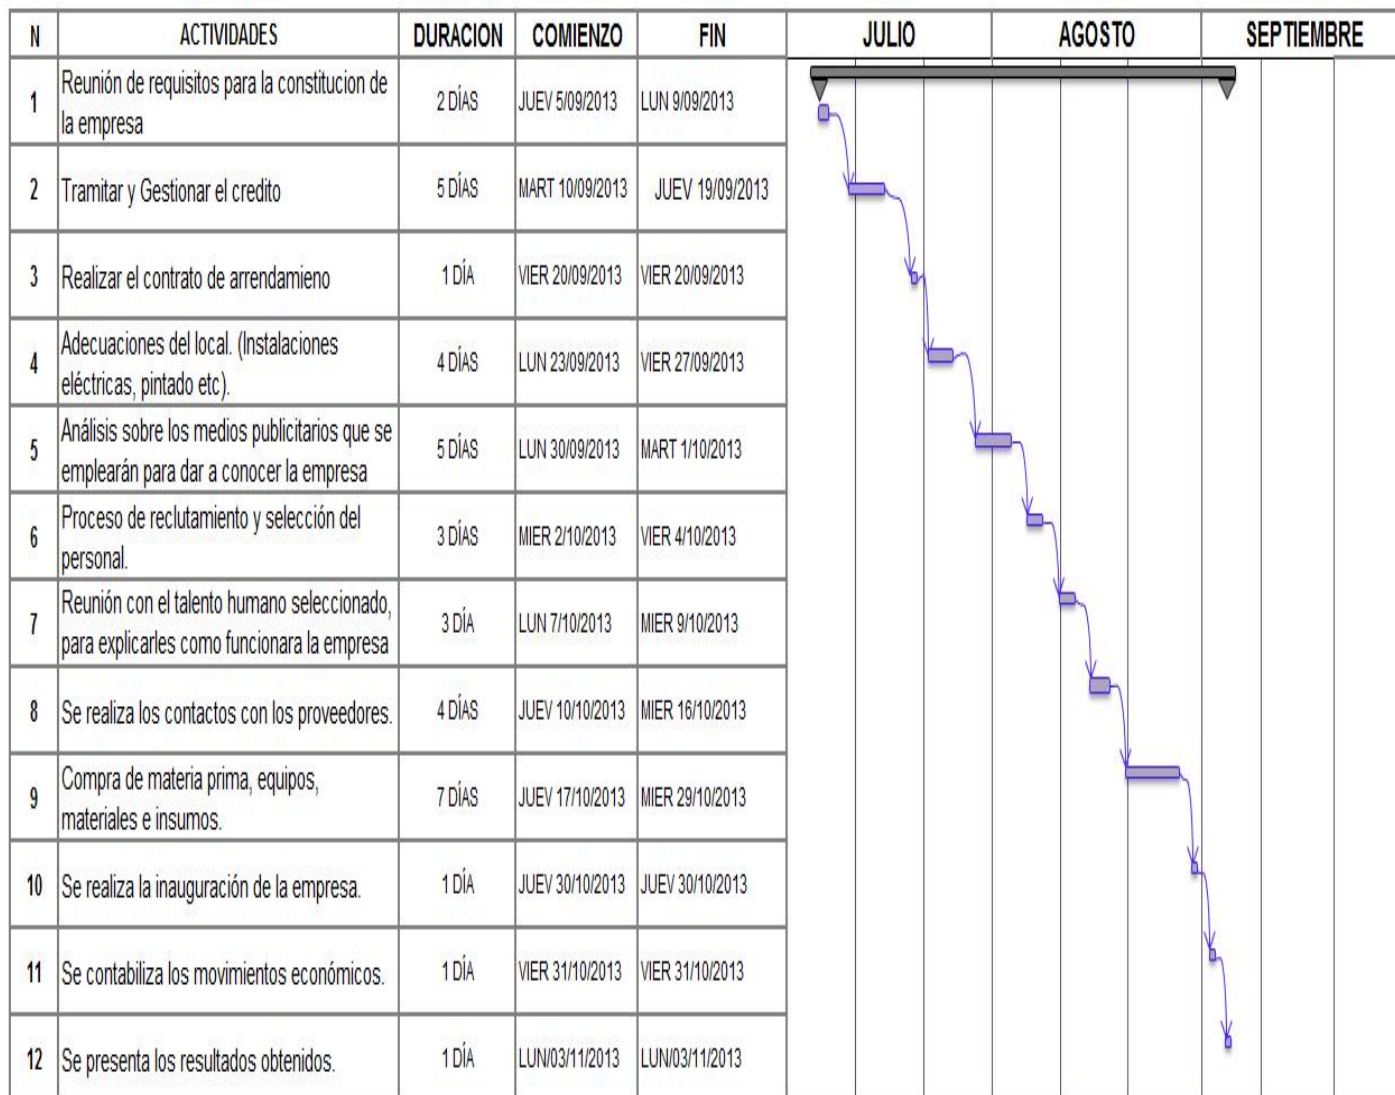 N ACTIVIDADES DURACION COMIENZO FIN JULIO AGOSTO SEPTIEMBRE
1 Reunión de requisitos para la constitucion de
la empresa 2 DÍAS JUEV 5/09/2013 LUN 9/09/2013
2 Tramitar y Gestionar el credito 5 DÍAS MART 10/09/2013 JUEV 19/09/2013
3 Realizar el contrato de arrendamieno 1 DÍA VIER 20/09/2013 VIER 20/09/2013
4 Adecuaciones del local. (Instalaciones
eléctricas, pintado etc). 4 DÍAS LUN 23/09/2013 VIER 27/09/2013
5 Análisis sobre los medios publicitarios que se
emplearán para dar a conocer la empresa 5 DÍAS LUN 30/09/2013 MART 1/10/2013
6 Proceso de reclutamiento y selección del
personal. 3 DÍAS MIER 2/10/2013 VIER 4/10/2013
7 Reunión con el talento humano seleccionado,
para explicarles como funcionara la empresa 3 DÍA LUN 7/10/2013 MIER 9/10/2013
8 Se realiza los contactos con los proveedores. 4 DÍAS JUEV 10/10/2013 MIER 16/10/2013
9 Compra de materia prima, equipos,
materiales e insumos. 7 DÍAS JUEV 17/10/2013 MIER 29/10/2013
10 Se realiza la inauguración de la empresa. 1 DÍA JUEV 30/10/2013 JUEV 30/10/2013
11 Se contabiliza los movimientos económicos. 1 DÍA VIER 31/10/2013 VIER 31/10/2013
12 Se presenta los resultados obtenidos. 1 DÍA LUN/03/11/2013 LUN/03/11/2013